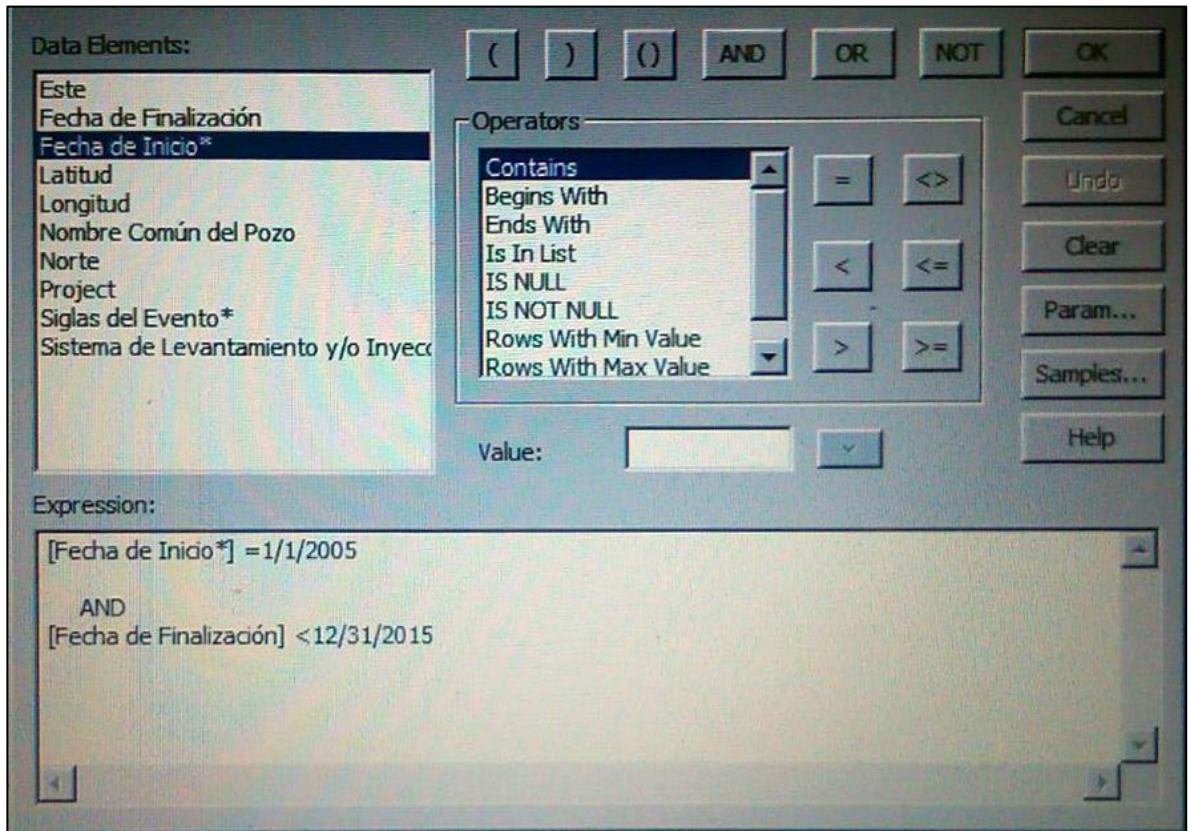 Data Elements:
Este
Fecha de Finalización
Fecha de Inicio*
Latitud
Longitud
Nombre Común del Pozo
Norte
Project
Siglas del Evento*
Sistema de Levantamiento y/o Inyecc
( ) () AND OR NOT
Operators
Contains
Begins With
Ends With
Is In List
IS NULL
IS NOT NULL
Rows With Min Value
Rows With Max Value
= <>
< <=
> >=
Value:
OK
Cancel
Undo
Clear
Param...
Samples...
Help
Expression:
[Fecha de Inicio*] =1/1/2005
AND
[Fecha de Finalización] <12/31/2015